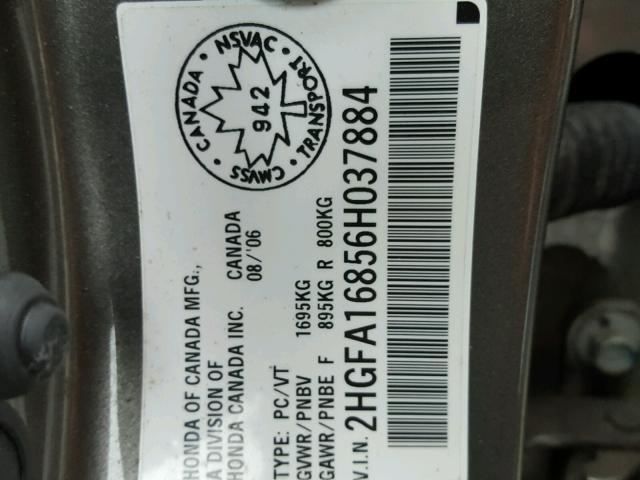 HONDA OF CANADA MFG.,
A DIVISION OF
HONDA CANADA INC. CANADA
08/'06
TYPE: PC/VT
GVWR/PNBV 1695KG
GAWR/PNBE F 895KG R 800KG
V.I.N. 2HGFA16856H037884
CANADA · NSVAC · TRANSPORT · CMVSS ·
942